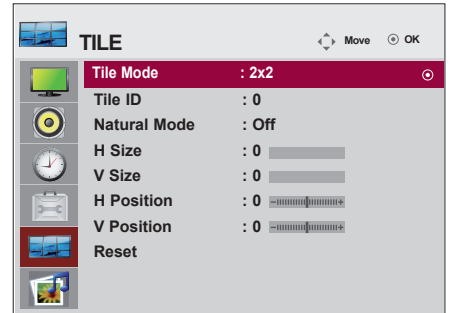 TILE Move OK
Tile Mode : 2x2
Tile ID : 0
Natural Mode : Off
H Size : 0
V Size : 0
H Position : 0 - +
V Position : 0 - +
Reset